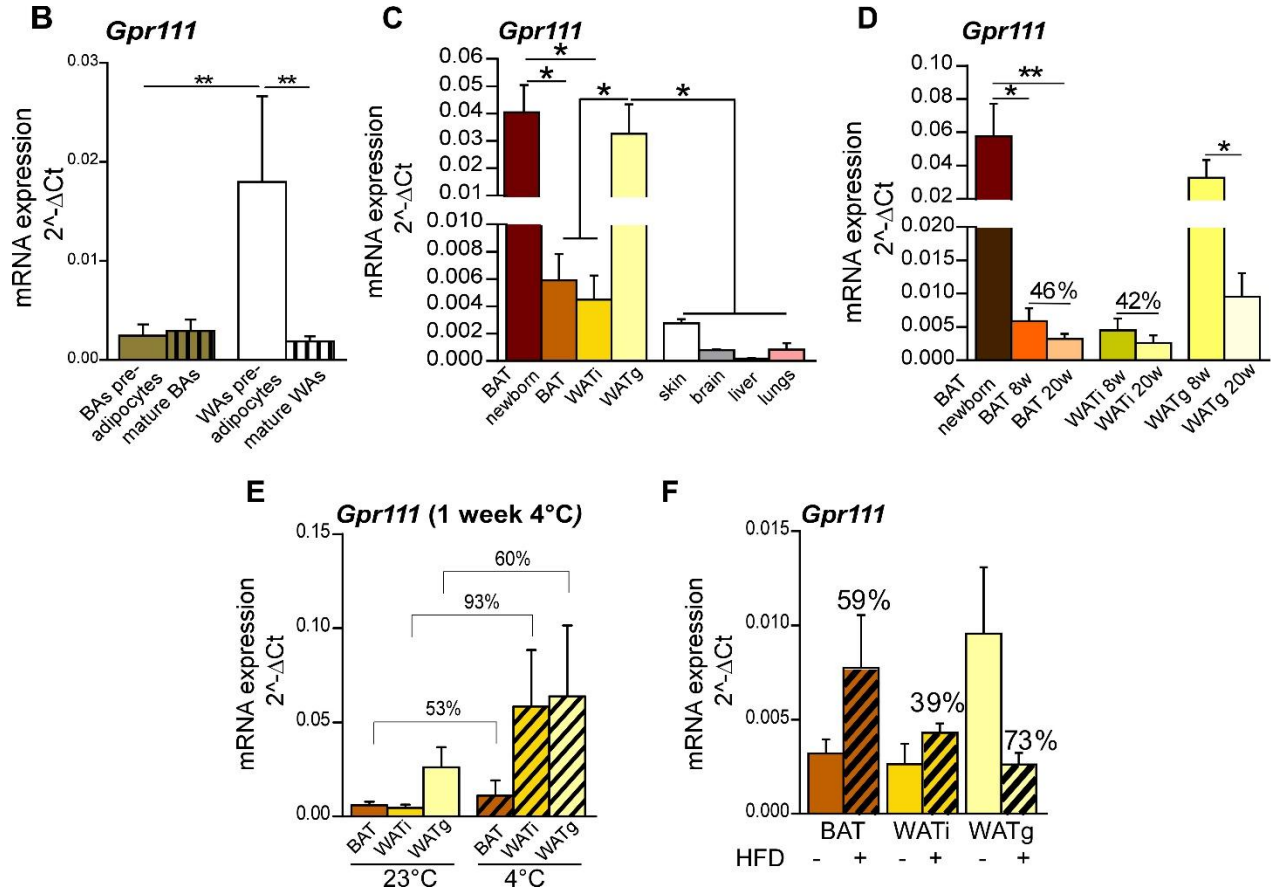 B
Gpr111
mRNA expression
2^-ΔCt
0.03
0.02
0.01
0.00
**
**
BAs pre-
adipocytes
mature BAs
WAs pre-
adipocytes
mature WAs
C
Gpr111
mRNA expression
2^-ΔCt
0.06
0.05
0.04
0.03
0.02
0.01
0.010
0.008
0.006
0.004
0.002
0.000
*
*
*
*
BAT
newborn
BAT
WATi
WATg
skin
brain
liver
lungs
D
Gpr111
mRNA expression
2^-ΔCt
0.10
0.08
0.06
0.04
0.02
0.020
0.015
0.010
0.005
0.000
**
*
*
46%
42%
BAT
newborn
BAT 8w
BAT 20w
WATi 8w
WATi 20w
WATg 8w
WATg 20w
E
Gpr111 (1 week 4°C)
mRNA expression
2^-ΔCt
0.15
0.10
0.05
0.00
60%
93%
53%
BAT
WATi
WATg
BAT
WATi
WATg
23°C
4°C
F
Gpr111
mRNA expression
2^-ΔCt
0.015
0.010
0.005
0.000
59%
39%
73%
BAT WATi WATg
HFD - + - + - +